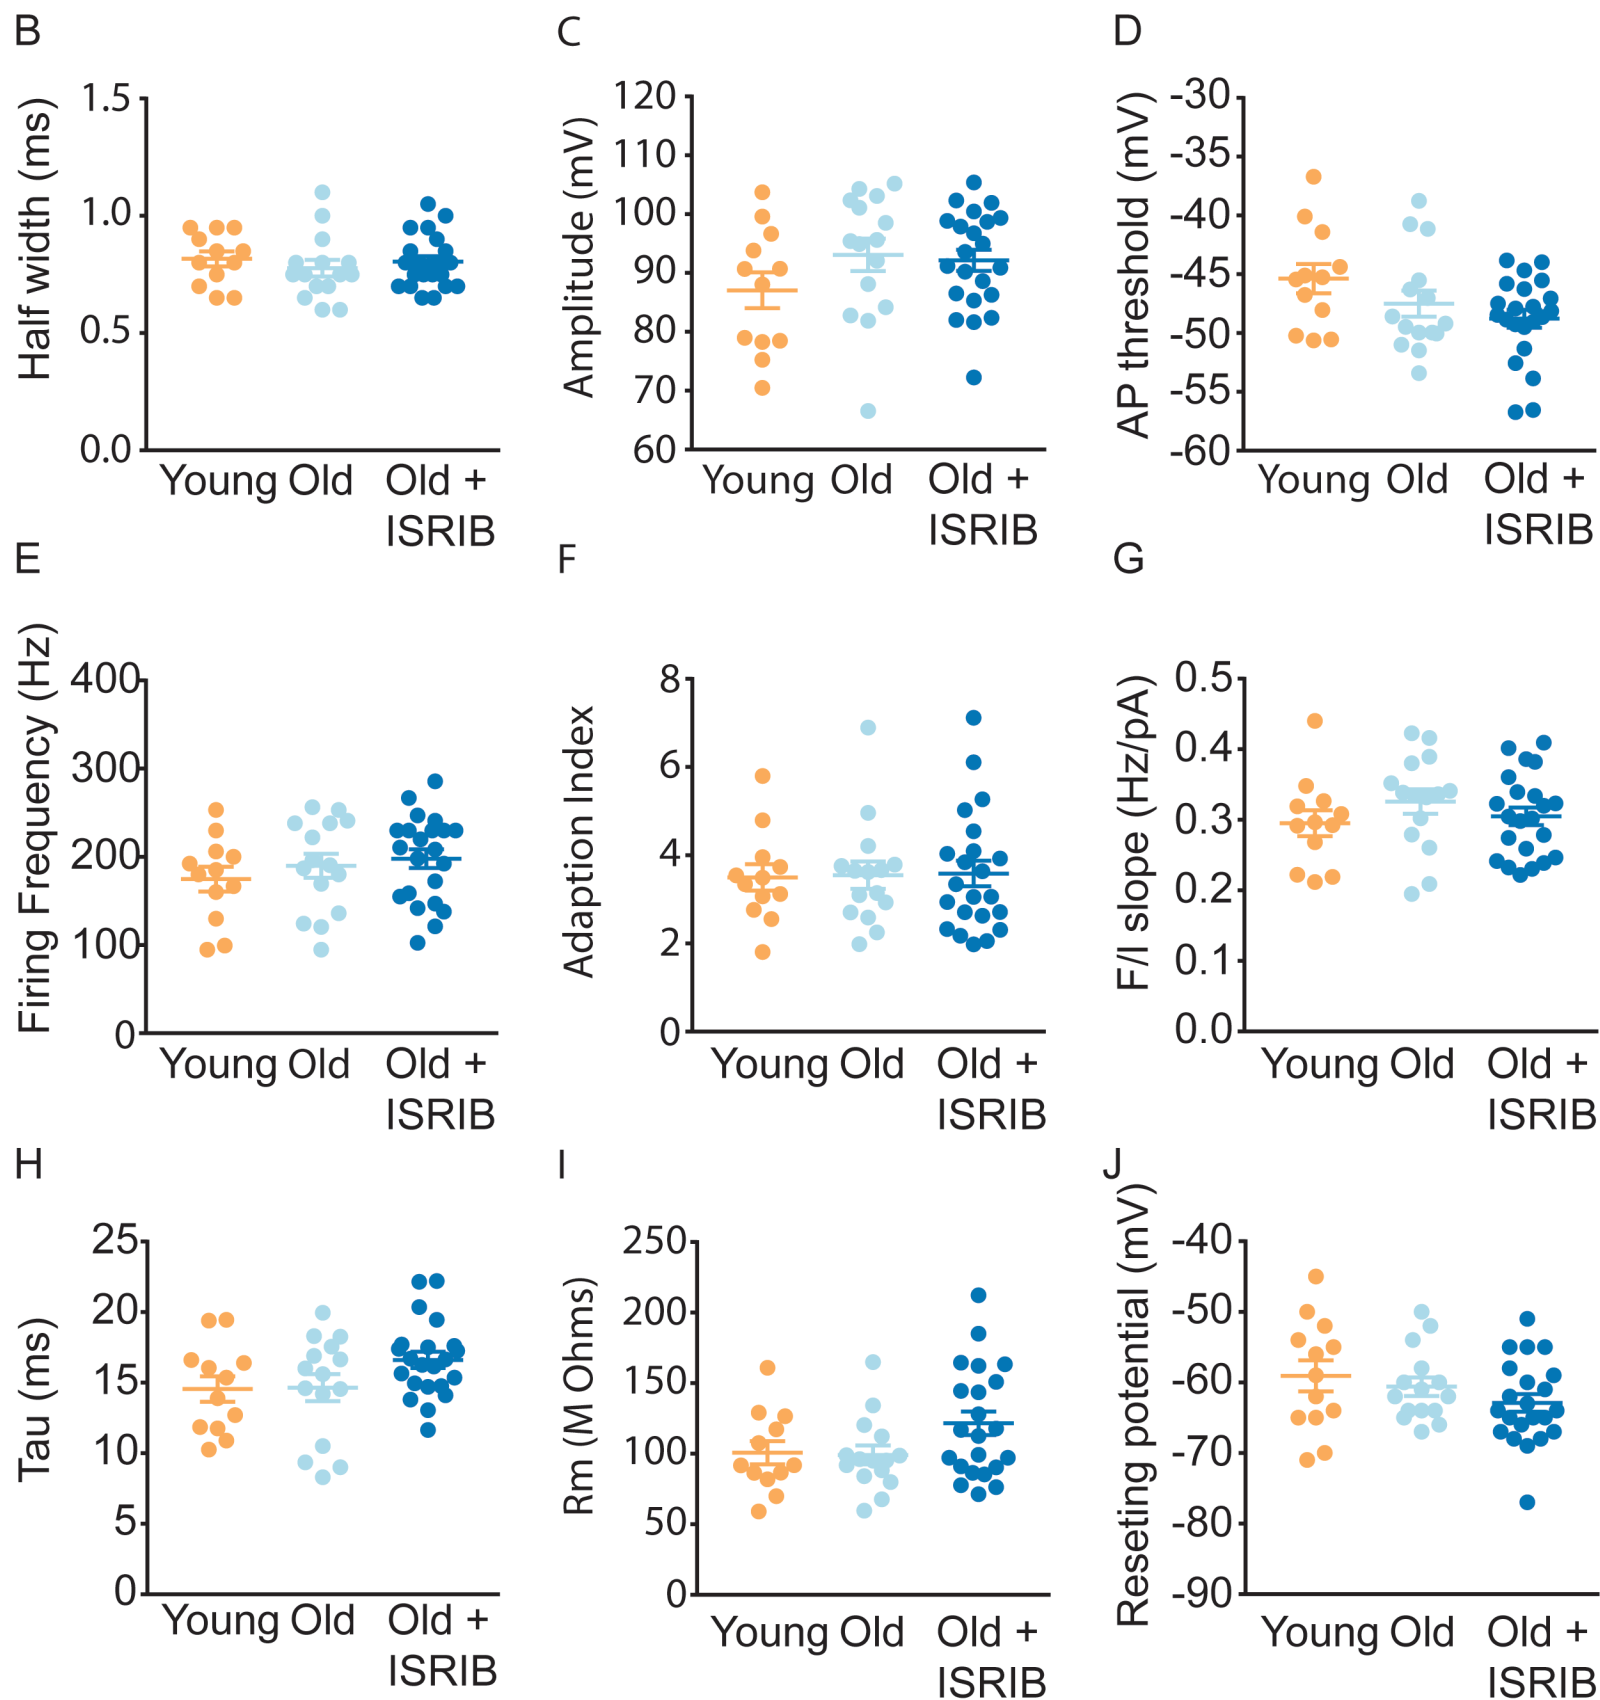 B
Half width (ms)
1.5
1.0
0.5
0.0
Young Old Old +
ISRIB
C
Amplitude (mV)
120
110
100
90
80
70
60
Young Old Old +
ISRIB
D
AP threshold (mV)
-30
-35
-40
-45
-50
-55
-60
Young Old Old +
ISRIB
E
Firing Frequency (Hz)
400
300
200
100
0
Young Old Old +
ISRIB
F
Adaption Index
8
6
4
2
0
Young Old Old +
ISRIB
G
F/I slope (Hz/pA)
0.5
0.4
0.3
0.2
0.1
0.0
Young Old Old +
ISRIB
H
Tau (ms)
25
20
15
10
5
0
Young Old Old +
ISRIB
I
Rm (M Ohms)
250
200
150
100
50
0
Young Old Old +
ISRIB
J
Reseting potential (mV)
-40
-50
-60
-70
-80
-90
Young Old Old +
ISRIB